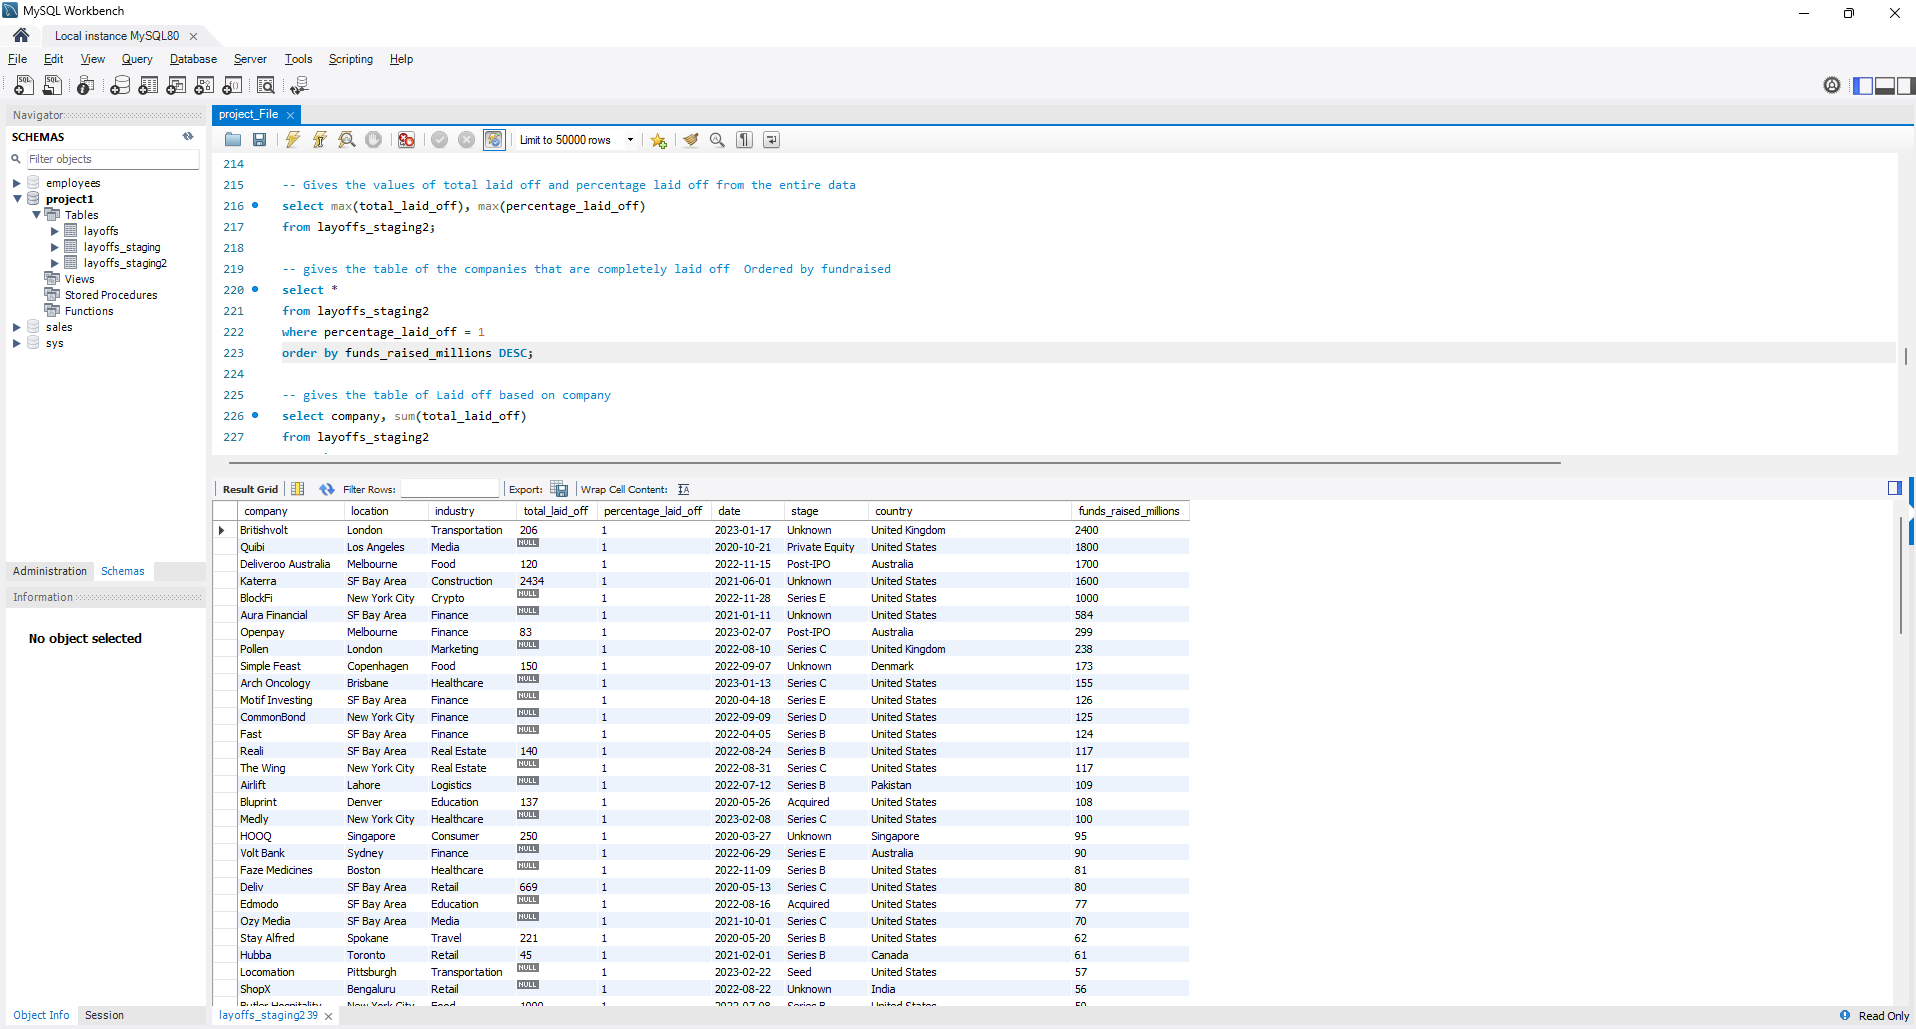 MySQL Workbench
Local instance MySQL80
File Edit View Query Database Server Tools Scripting Help
Navigator
SCHEMAS
Filter objects
employees
project1
Tables
layoffs
layoffs_staging
layoffs_staging2
Views
Stored Procedures
Functions
sales
sys
Administration Schemas
Information
No object selected
Object Info Session
project_File
Limit to 50000 rows
214
215 -- Gives the values of total laid off and percentage laid off from the entire data
216 select max(total_laid_off), max(percentage_laid_off)
217 from layoffs_staging2;
218
219 -- gives the table of the companies that are completely laid off  Ordered by fundraised
220 select *
221 from layoffs_staging2
222 where percentage_laid_off = 1
223 order by funds_raised_millions DESC;
224
225 -- gives the table of Laid off based on company
226 select company, sum(total_laid_off)
227 from layoffs_staging2
Result Grid Filter Rows: Export: Wrap Cell Content:
company location industry total_laid_off percentage_laid_off date stage country funds_raised_millions
Britishvolt London Transportation 206 1 2023-01-17 Unknown United Kingdom 2400
Quibi Los Angeles Media NULL 1 2020-10-21 Private Equity United States 1800
Deliveroo Australia Melbourne Food 120 1 2022-11-15 Post-IPO Australia 1700
Katerra SF Bay Area Construction 2434 1 2021-06-01 Unknown United States 1600
BlockFi New York City Crypto NULL 1 2022-11-28 Series E United States 1000
Aura Financial SF Bay Area Finance NULL 1 2021-01-11 Unknown United States 584
Openpay Melbourne Finance 83 1 2023-02-07 Post-IPO Australia 299
Pollen London Marketing NULL 1 2022-08-10 Series C United Kingdom 238
Simple Feast Copenhagen Food 150 1 2022-09-07 Unknown Denmark 173
Arch Oncology Brisbane Healthcare NULL 1 2023-01-13 Series C United States 155
Motif Investing SF Bay Area Finance NULL 1 2020-04-18 Series E United States 126
CommonBond New York City Finance NULL 1 2022-09-09 Series D United States 125
Fast SF Bay Area Finance NULL 1 2022-04-05 Series B United States 124
Reali SF Bay Area Real Estate 140 1 2022-08-24 Series B United States 117
The Wing New York City Real Estate NULL 1 2022-08-31 Series C United States 117
Airlift Lahore Logistics NULL 1 2022-07-12 Series B Pakistan 109
Bluprint Denver Education 137 1 2020-05-26 Acquired United States 108
Medly New York City Healthcare NULL 1 2023-02-08 Series C United States 100
HOOQ Singapore Consumer 250 1 2020-03-27 Unknown Singapore 95
Volt Bank Sydney Finance NULL 1 2022-06-29 Series E Australia 90
Faze Medicines Boston Healthcare NULL 1 2022-11-09 Series B United States 81
Deliv SF Bay Area Retail 669 1 2020-05-13 Series C United States 80
Edmodo SF Bay Area Education NULL 1 2022-08-16 Acquired United States 77
Ozy Media SF Bay Area Media NULL 1 2021-10-01 Series C United States 70
Stay Alfred Spokane Travel 221 1 2020-05-20 Series B United States 62
Hubba Toronto Retail 45 1 2021-02-01 Series B Canada 61
Locomation Pittsburgh Transportation NULL 1 2023-02-22 Seed United States 57
ShopX Bengaluru Retail NULL 1 2022-08-22 Unknown India 56
Butler Hospitality New York City Food 1000 1 2022-07-08 Series B United States 50
layoffs_staging2 39
Read Only